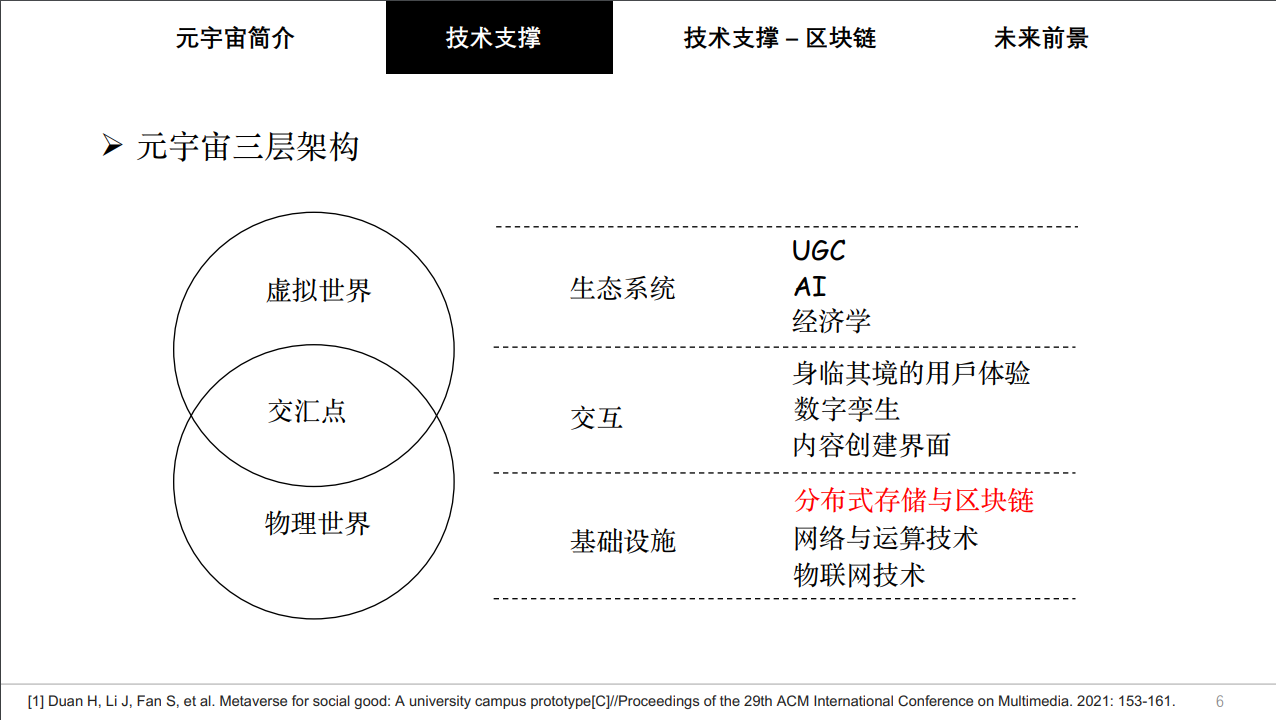 元宇宙简介 技术支撑 技术支撑 – 区块链 未来前景
➢ 元宇宙三层架构
虚拟世界
交汇点
物理世界
生态系统
UGC
AI
经济学
交互
身临其境的用戶体验
数字孪生
内容创建界面
基础设施
分布式存储与区块链
网络与运算技术
物联网技术
[1] Duan H, Li J, Fan S, et al. Metaverse for social good: A university campus prototype[C]//Proceedings of the 29th ACM International Conference on Multimedia. 2021: 153-161.
6